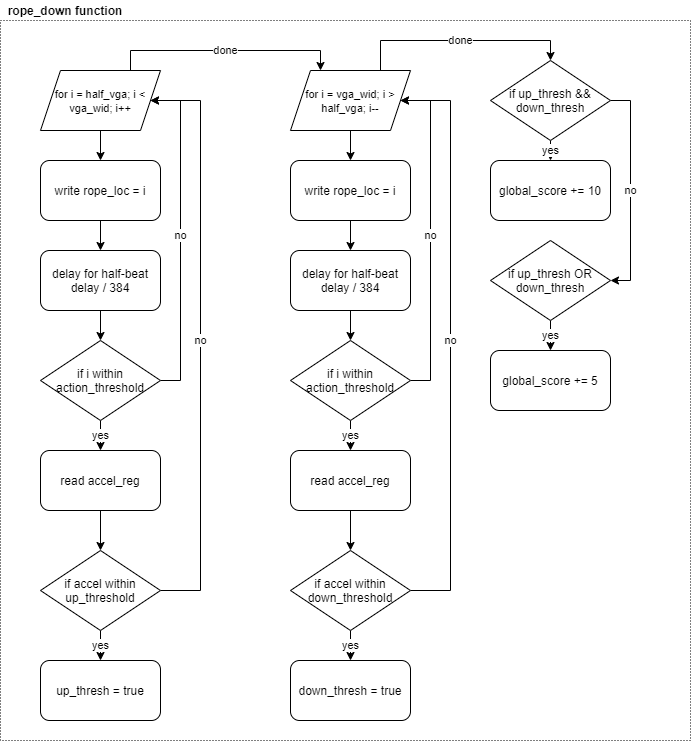 rope_down function
done
for i = half_vga; i <
vga_wid; i++
write rope_loc = i
delay for half-beat
delay / 384
if i within
action_threshold
no
yes
read accel_reg
if accel within
up_threshold
no
yes
up_thresh = true
done
for i = vga_wid; i >
half_vga; i--
write rope_loc = i
delay for half-beat
delay / 384
if i within
action_threshold
no
yes
read accel_reg
if accel within
down_threshold
no
yes
down_thresh = true
if up_thresh &&
down_thresh
yes
no
global_score += 10
if up_thresh OR
down_thresh
yes
global_score += 5